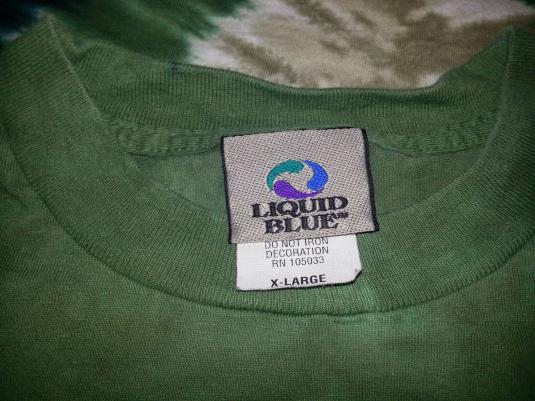 LIQUID
BLUE
DO NOT IRON
DECORATION
RN 105033
X-LARGE